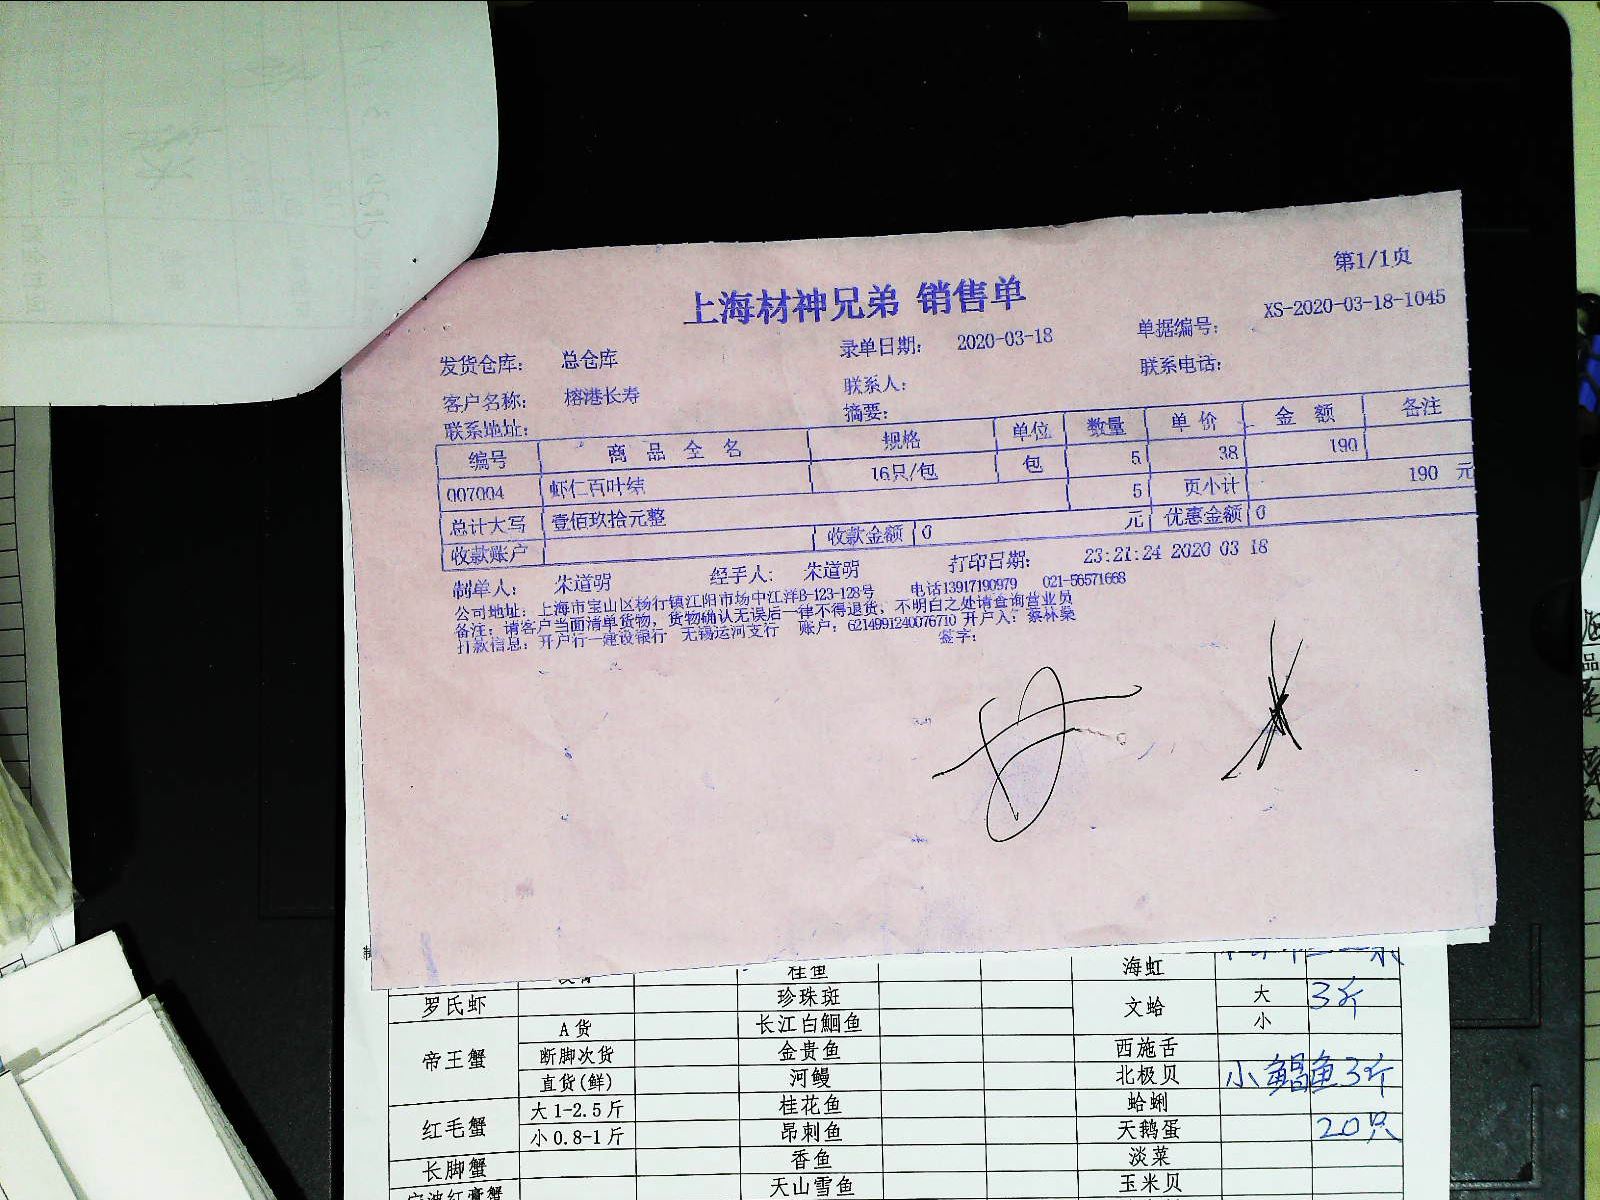 第1/1页
上海材神兄弟 销售单
发货仓库： 总仓库 录单日期： 2020-03-18 单据编号： XS-2020-03-18-1045
客户名称： 榕港长寿 联系人： 联系电话：
联系地址： 摘要：
编号 商品全名 规格 单位 数量 单价 金额 备注
007004 虾仁百叶结 16只/包 包 5 38 190
5 页小计 190 元
总计大写 壹佰玖拾元整
收款账户 收款金额 0 元 优惠金额 0
制单人： 朱道明 经手人： 朱道明 打印日期： 23:21:24 2020 03 18
公司地址：上海市宝山区杨行镇江阳市场中江洋B-123-128号 电话13917190979 021-56571668
备注：请客户当面清单货物，货物确认无误后一律不得退货，不明白之处请查询营业员
打款信息：开户行一建设银行 无锡运河支行 账户：6214991240076710 开户人：蔡林燊
签字：
桂鱼 海虹
罗氏虾 珍珠斑 文蛤 大 3斤
A货 长江白鮰鱼 小
帝王蟹 断脚次货 金贵鱼 西施舌
直货(鲜) 河鳗 北极贝 小鲳鱼3斤
红毛蟹 大1-2.5斤 桂花鱼 蛤蜊
小0.8-1斤 昂刺鱼 天鹅蛋 20只
长脚蟹 香鱼 淡菜
宁波红膏蟹 天山雪鱼 玉米贝